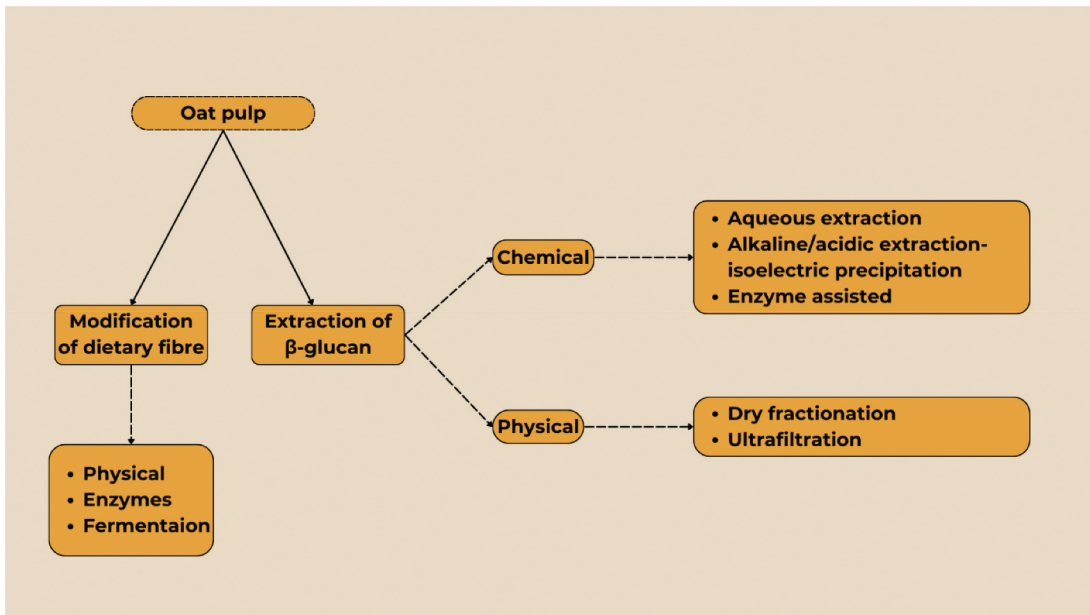 Oat pulp
Modification
of dietary fibre
• Physical
• Enzymes
• Fermentaion
Extraction of
β-glucan
Chemical
• Aqueous extraction
• Alkaline/acidic extraction-
isoelectric precipitation
• Enzyme assisted
Physical
• Dry fractionation
• Ultrafiltration